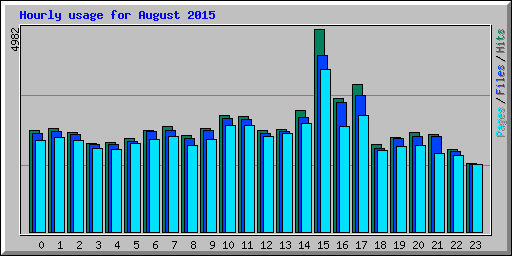 Hourly usage for August 2015
4982
Pages/Files/Hits
0 1 2 3 4 5 6 7 8 9 10 11 12 13 14 15 16 17 18 19 20 21 22 23